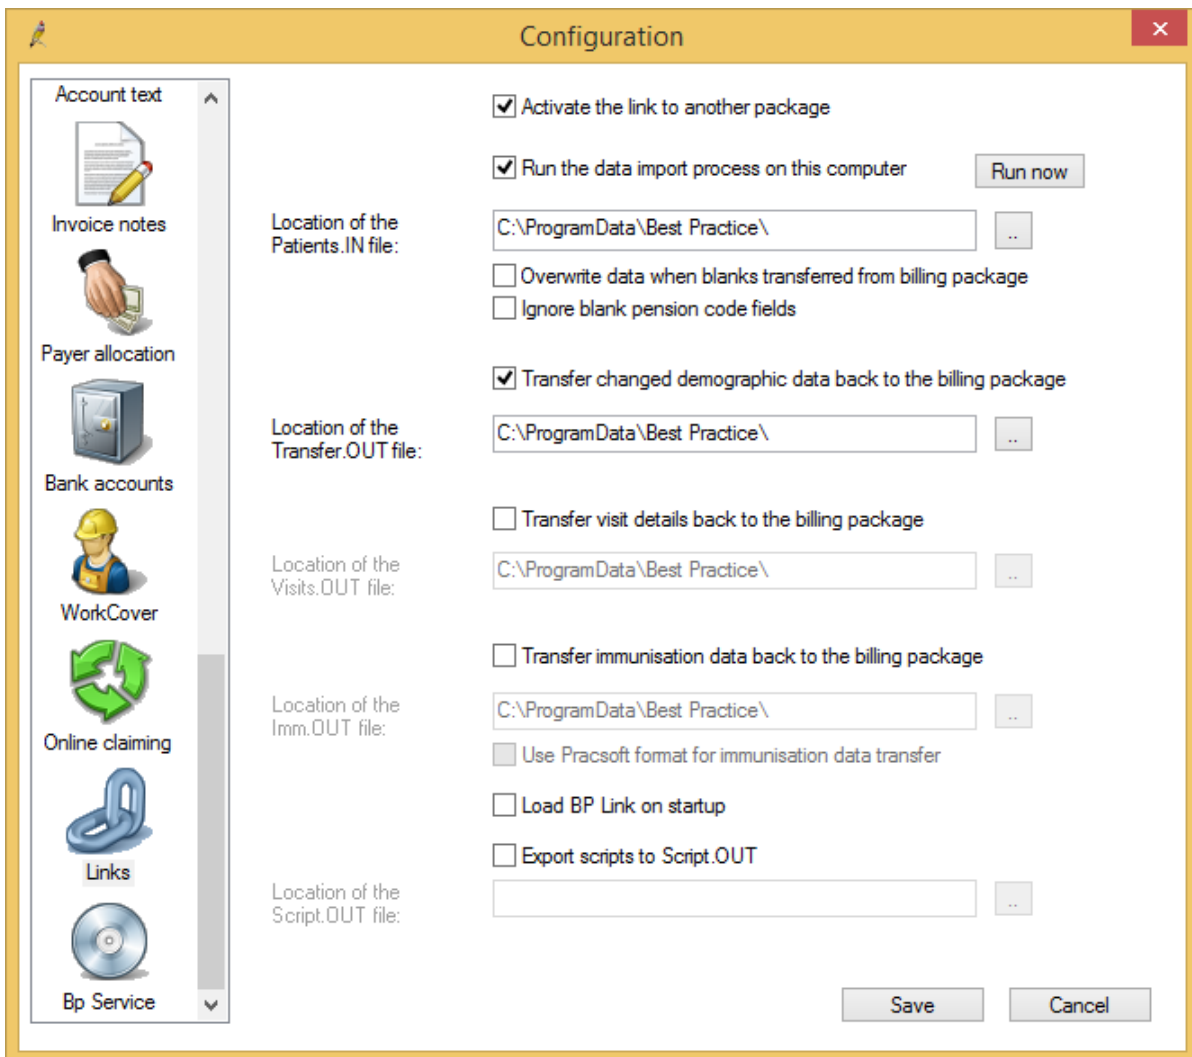 Configuration
Account text
Invoice notes
Payer allocation
Bank accounts
WorkCover
Online claiming
Links
Bp Service
Activate the link to another package
Run the data import process on this computer
Run now
Location of the
Patients.IN file:
C:\ProgramData\Best Practice\
..
Overwrite data when blanks transferred from billing package
Ignore blank pension code fields
Transfer changed demographic data back to the billing package
Location of the
Transfer.OUT file:
C:\ProgramData\Best Practice\
..
Transfer visit details back to the billing package
Location of the
Visits.OUT file:
C:\ProgramData\Best Practice\
..
Transfer immunisation data back to the billing package
Location of the
Imm.OUT file:
C:\ProgramData\Best Practice\
..
Use Pracsoft format for immunisation data transfer
Load BP Link on startup
Export scripts to Script.OUT
Location of the
Script.OUT file:
..
Save
Cancel